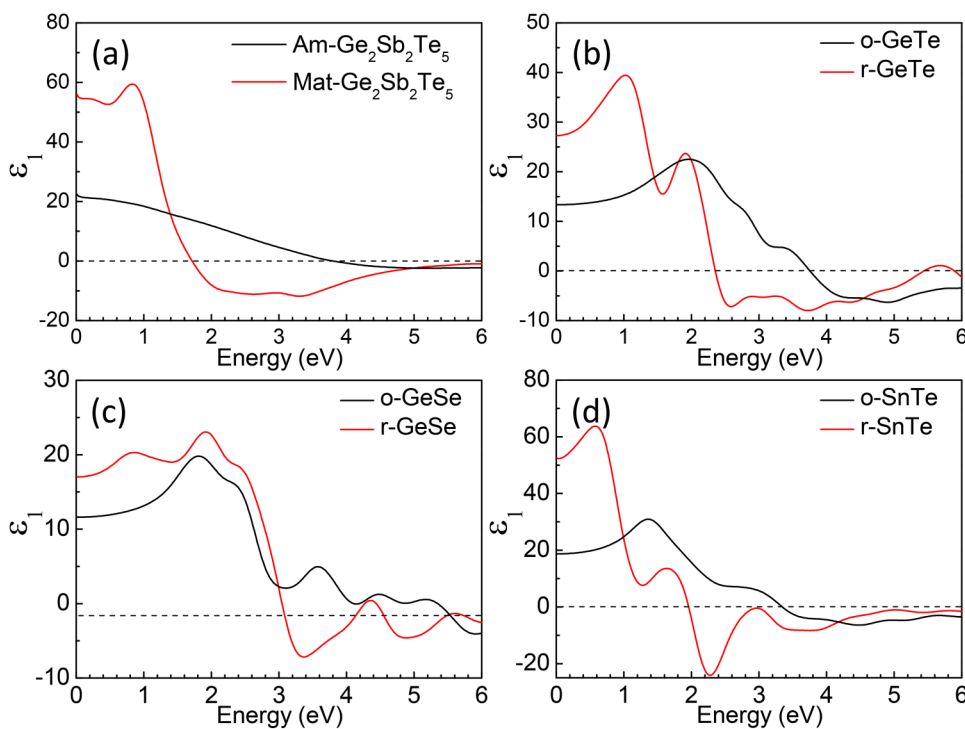 (a)
Am-Ge₂Sb₂Te₅
Mat-Ge₂Sb₂Te₅
80
60
40
20
0
-20
ε₁
0 1 2 3 4 5 6
Energy (eV)
(b)
o-GeTe
r-GeTe
50
40
30
20
10
0
-10
ε₁
0 1 2 3 4 5 6
Energy (eV)
(c)
o-GeSe
r-GeSe
30
20
10
0
-10
ε₁
0 1 2 3 4 5 6
Energy (eV)
(d)
o-SnTe
r-SnTe
80
60
40
20
0
-20
ε₁
0 1 2 3 4 5 6
Energy (eV)